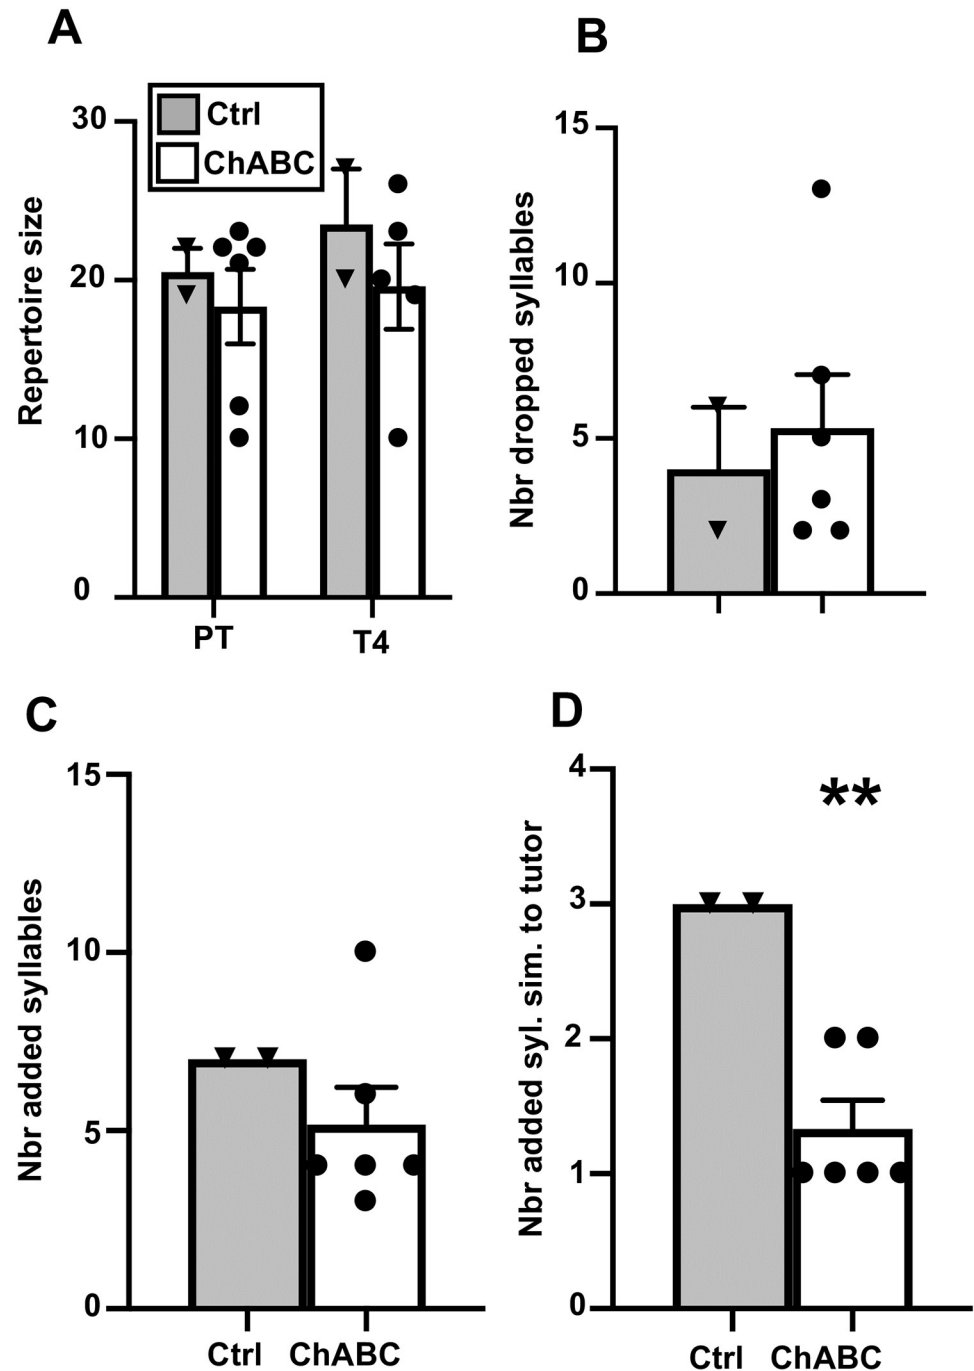 A
Repertoire size
30
20
10
0
Ctrl
ChABC
PT
T4
B
Nbr dropped syllables
15
10
5
0
C
Nbr added syllables
15
10
5
0
Ctrl
ChABC
D
Nbr added syl. sim. to tutor
4
3
2
1
0
**
Ctrl
ChABC